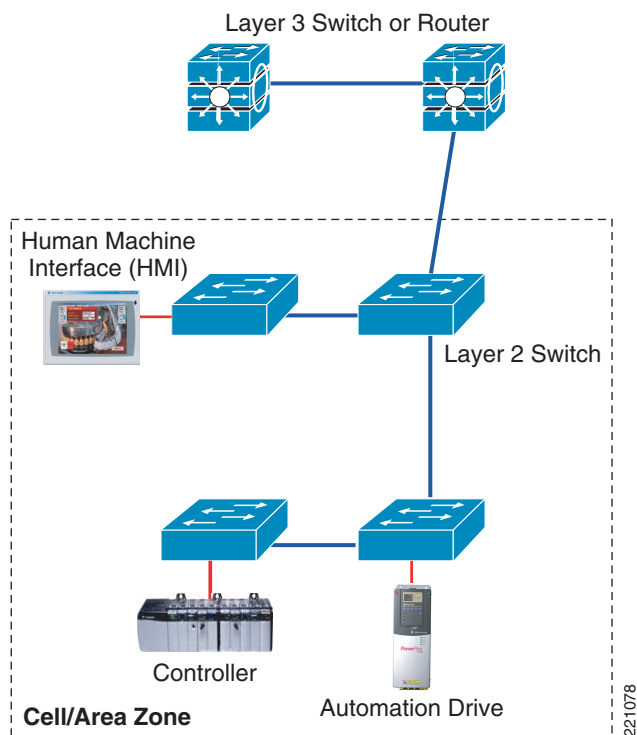 Layer 3 Switch or Router
Human Machine
Interface (HMI)
Layer 2 Switch
PowerFlex
Controller
Automation Drive
Cell/Area Zone
221078